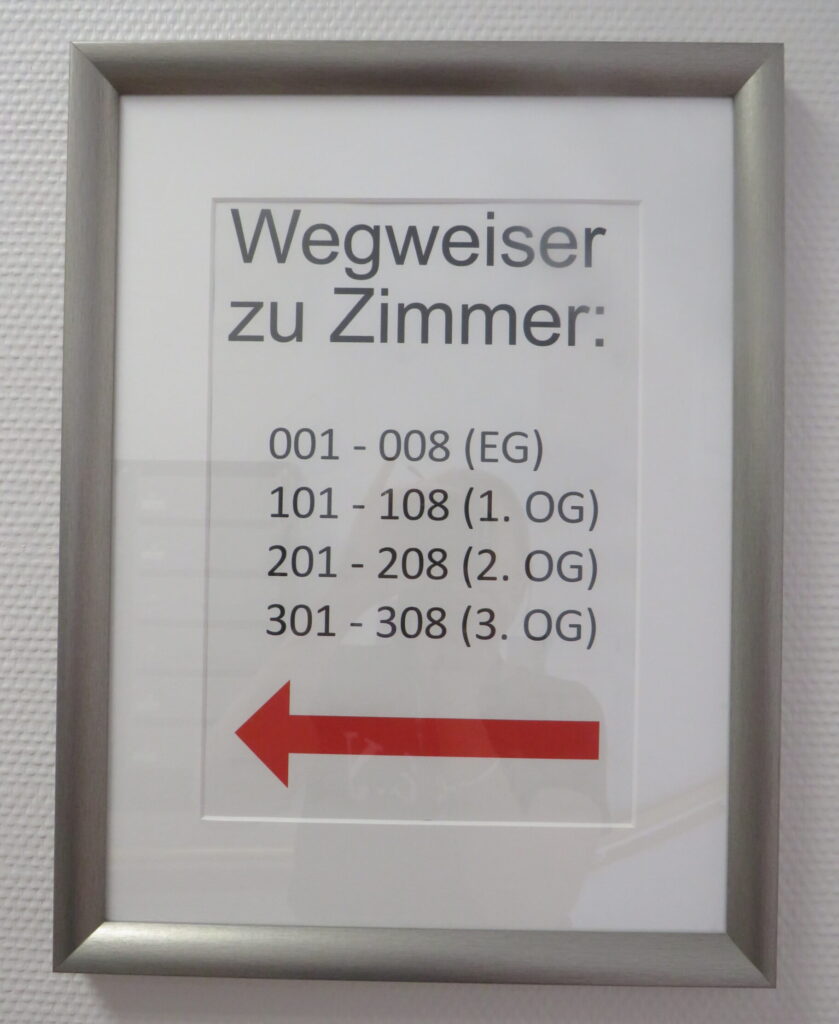 Wegweiser
zu Zimmer:
001 - 008 (EG)
101 - 108 (1. OG)
201 - 208 (2. OG)
301 - 308 (3. OG)